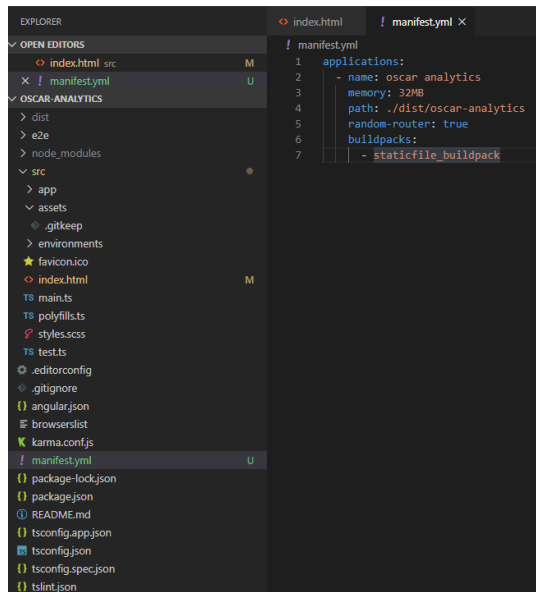 EXPLORER
OPEN EDITORS
index.html src M
manifest.yml U
OSCAR-ANALYTICS
dist
e2e
node_modules
src
app
assets
.gitkeep
environments
favicon.ico
index.html M
TS main.ts
TS polyfills.ts
styles.scss
TS test.ts
.editorconfig
.gitignore
{} angular.json
browserslist
K karma.conf.js
! manifest.yml U
{} package-lock.json
{} package.json
README.md
{} tsconfig.app.json
TS tsconfig.json
{} tsconfig.spec.json
{} tslint.json
index.html
! manifest.yml ×
! manifest.yml
1 applications:
2 - name: oscar analytics
3 memory: 32MB
4 path: ./dist/oscar-analytics
5 random-router: true
6 buildpacks:
7 - staticfile_buildpack